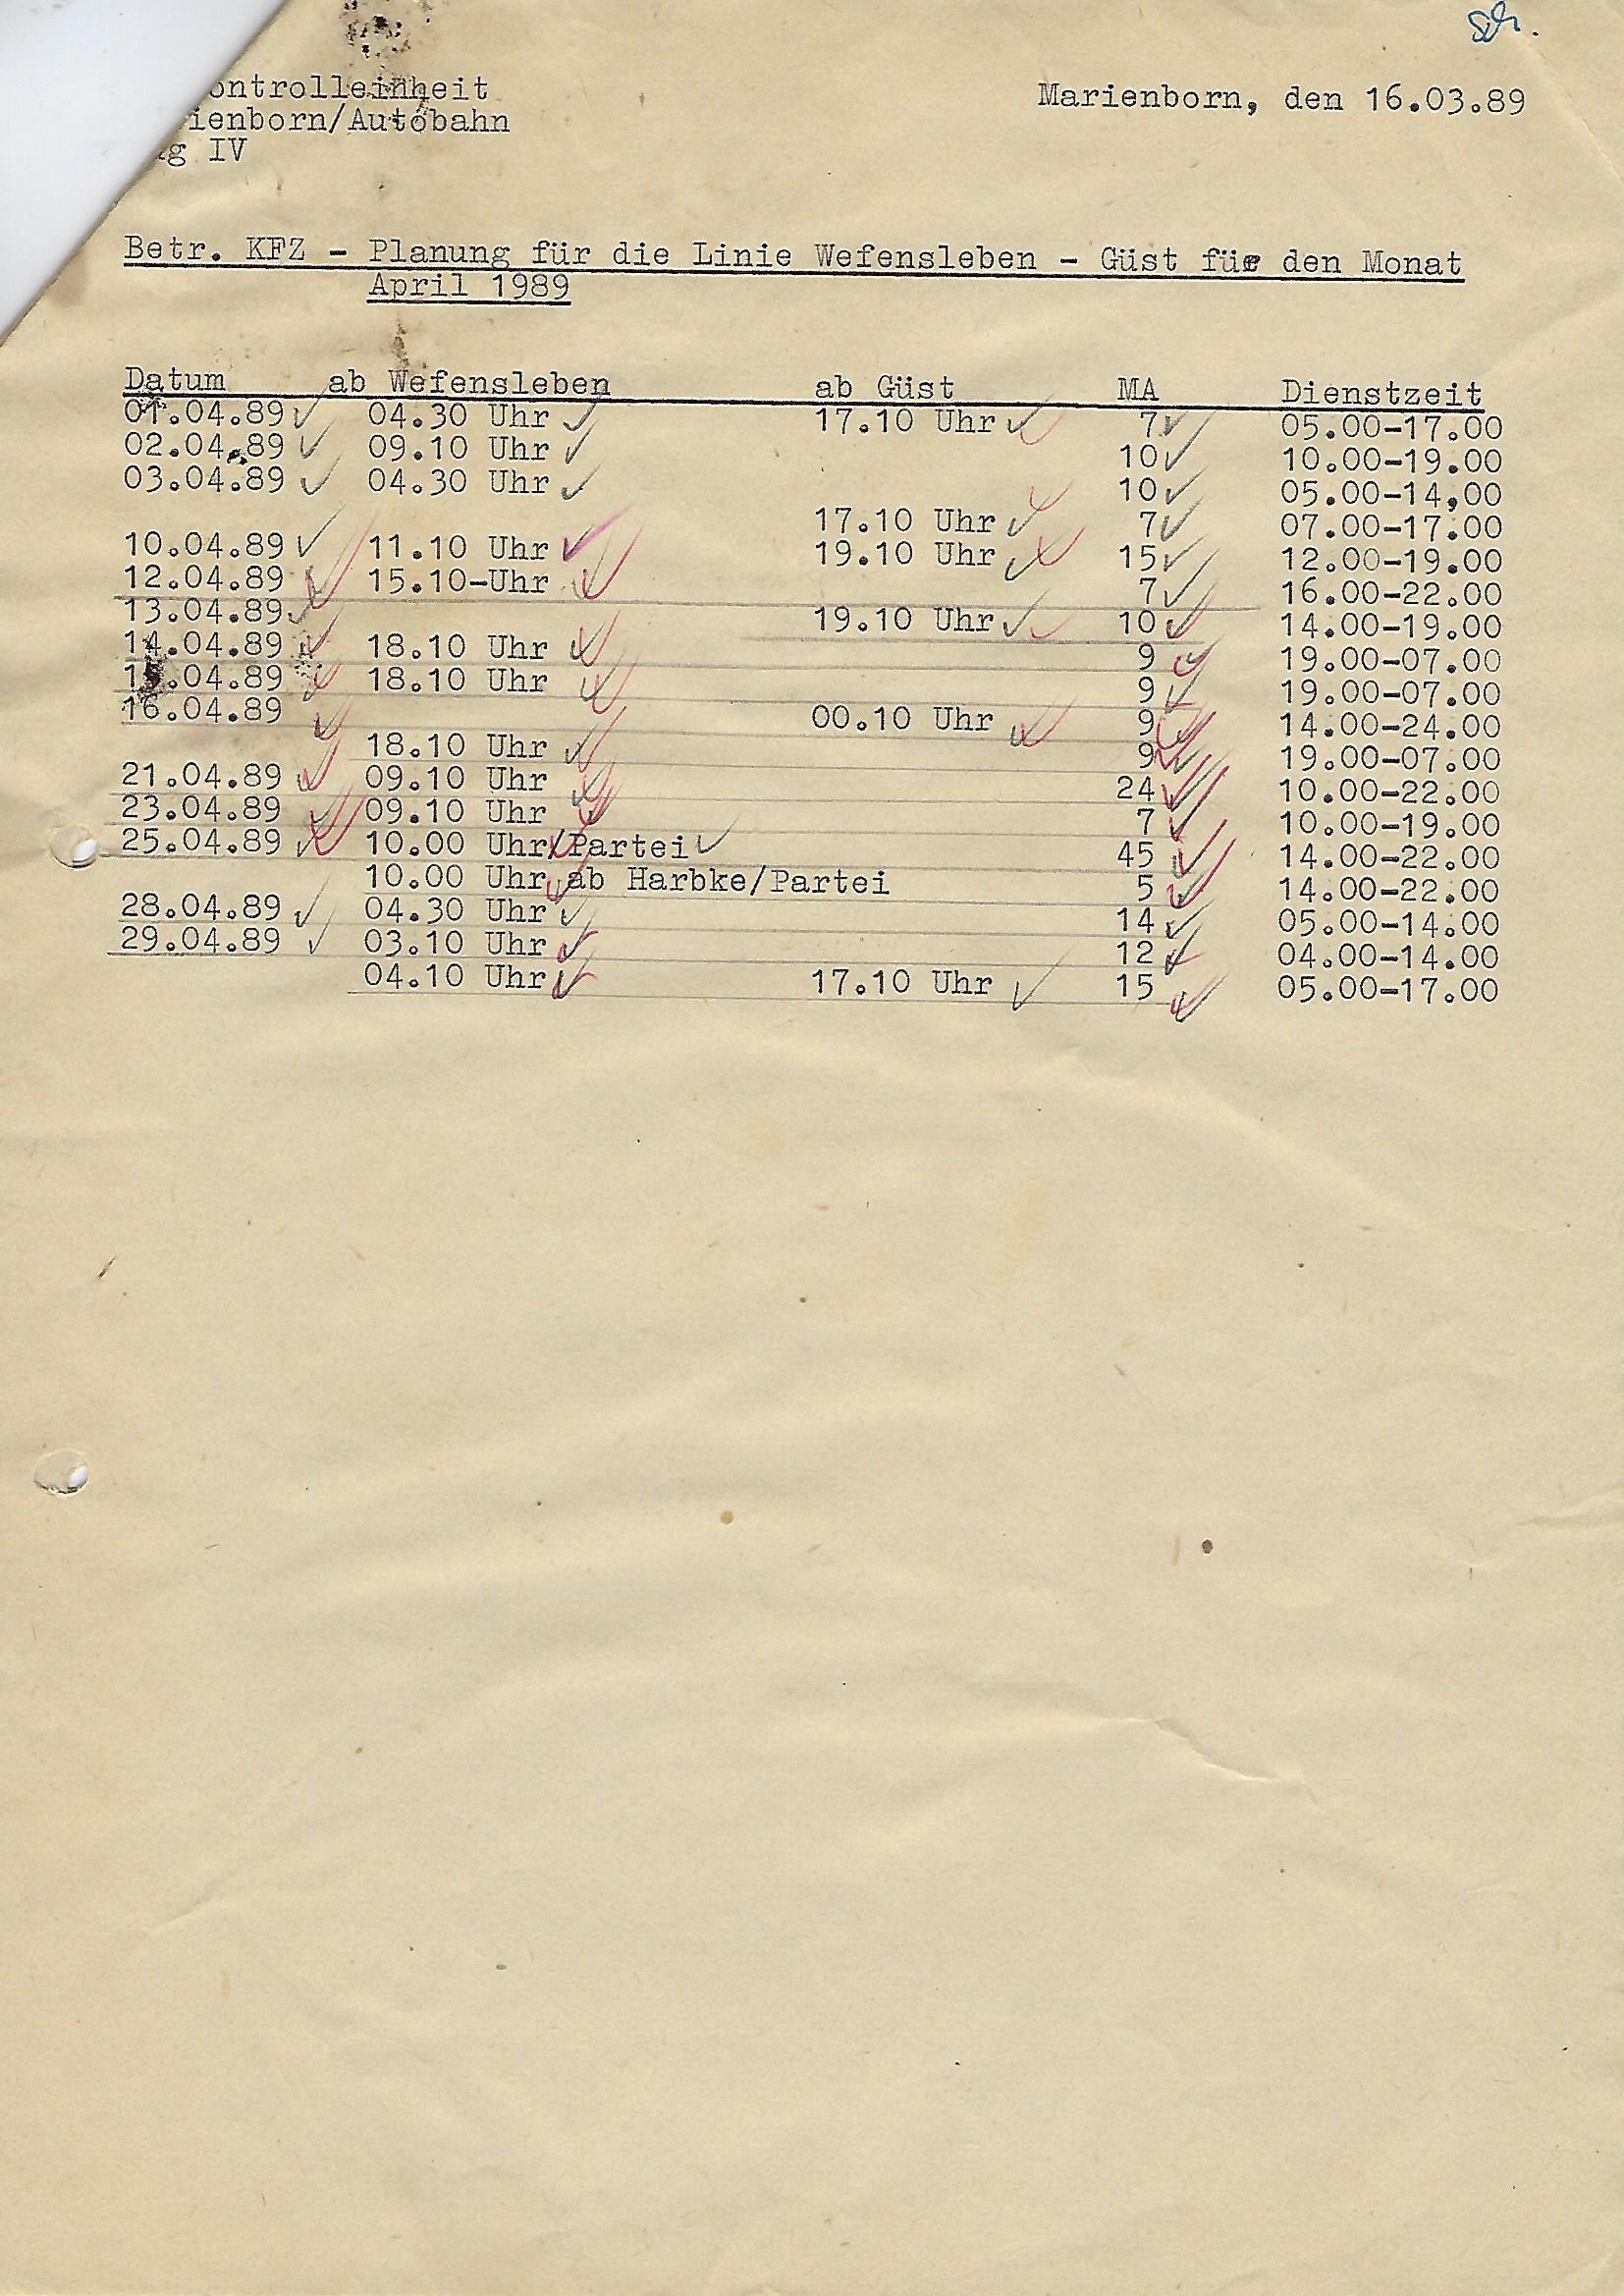 Sch.
ontrolleinheit
Marienborn, den 16.03.89
ienborn/Autobahn
g IV
Betr. KFZ - Planung für die Linie Wefensleben - Güst für den Monat
April 1989
Datum ab Wefensleben ab Güst MA Dienstzeit
01.04.89 04.30 Uhr 17.10 Uhr 7 05.00-17.00
02.04.89 09.10 Uhr 10 10.00-19.00
03.04.89 04.30 Uhr 10 05.00-14,00
17.10 Uhr 7 07.00-17.00
10.04.89 11.10 Uhr 19.10 Uhr 15 12.00-19.00
12.04.89 15.10-Uhr 7 16.00-22.00
13.04.89 19.10 Uhr 10 14.00-19.00
14.04.89 18.10 Uhr 9 19.00-07.00
15.04.89 18.10 Uhr 9 19.00-07.00
16.04.89 00.10 Uhr 9 14.00-24.00
18.10 Uhr 9 19.00-07.00
21.04.89 09.10 Uhr 24 10.00-22.00
23.04.89 09.10 Uhr 7 10.00-19.00
25.04.89 10.00 Uhr/Partei 45 14.00-22.00
10.00 Uhr ab Harbke/Partei 5 14.00-22.00
28.04.89 04.30 Uhr 14 05.00-14.00
29.04.89 03.10 Uhr 12 04.00-14.00
04.10 Uhr 17.10 Uhr 15 05.00-17.00